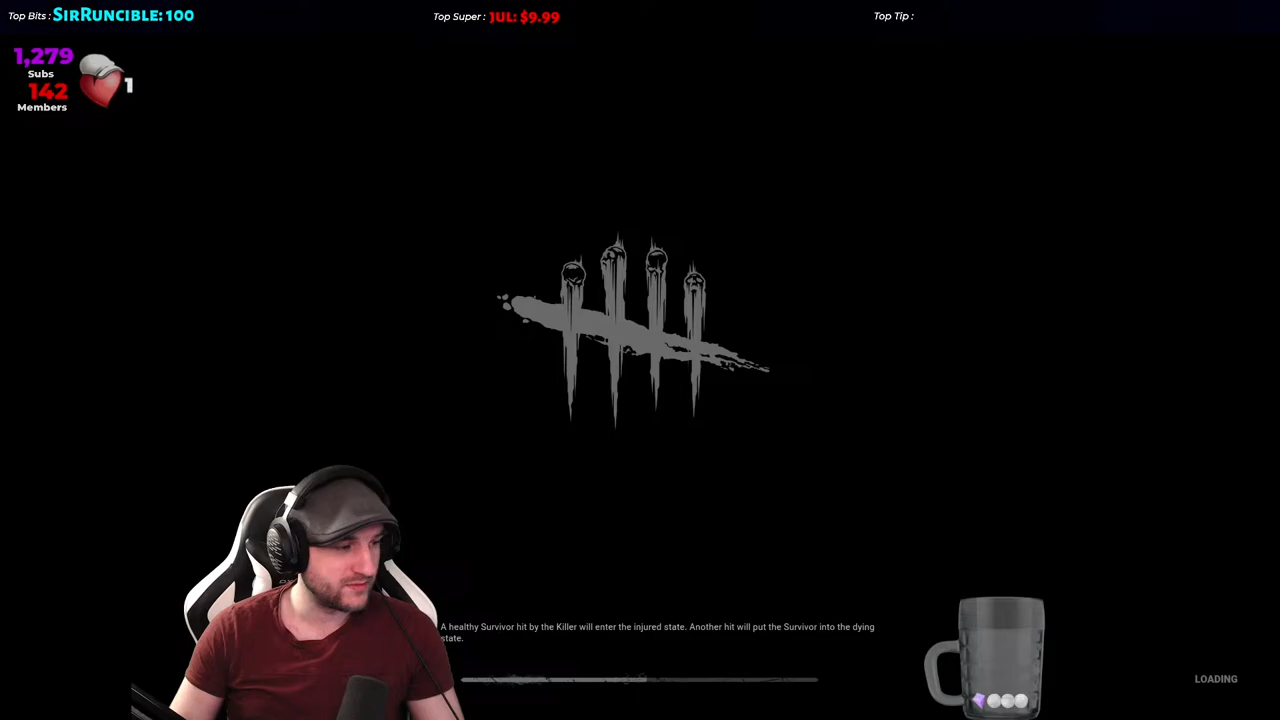 Top Bits : SirRuncible: 100
Top Super : JUL: $9.99
Top Tip :
1,279
Subs
142
Members
1
A healthy Survivor hit by the Killer will enter the injured state. Another hit will put the Survivor into the dying
state.
LOADING